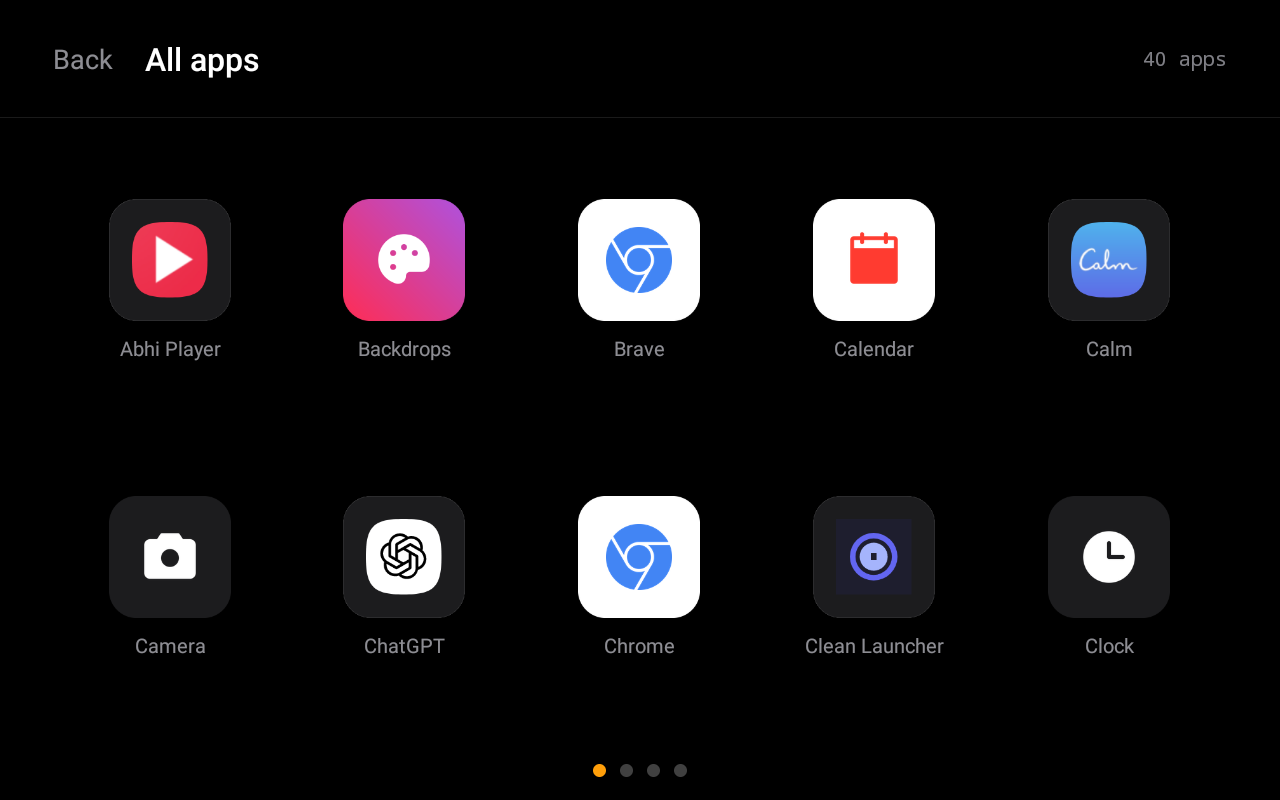 Back All apps 40 apps
Calm
Abhi Player Backdrops Brave Calendar Calm
Camera ChatGPT Chrome Clean Launcher Clock